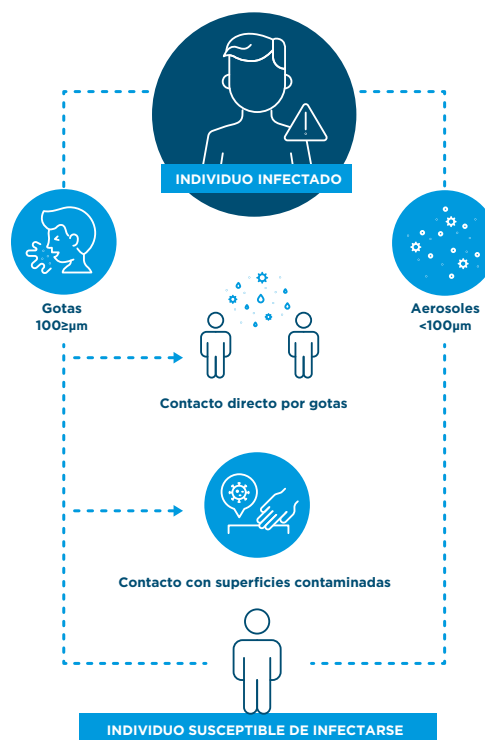 INDIVIDUO INFECTADO
Gotas
100≥µm
Aerosoles
<100µm
Contacto directo por gotas
Contacto con superficies contaminadas
INDIVIDUO SUSCEPTIBLE DE INFECTARSE